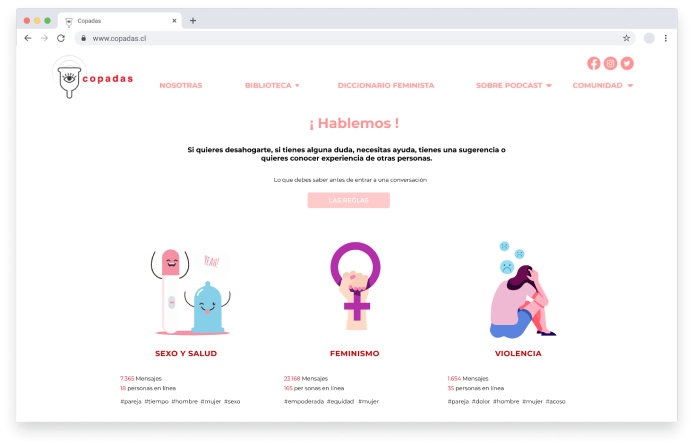 Copadas
www.copadas.cl
copadas
NOSOTRAS
BIBLIOTECA
DICCIONARIO FEMINISTA
SOBRE PODCAST
COMUNIDAD
¡ Hablemos !
Si quieres desahogarte, si tienes alguna duda, necesitas ayuda, tienes una sugerencia o
quieres conocer experiencia de otras personas.
Lo que debes saber antes de entrar a una conversación
LAS REGLAS
YEAH!
SEXO Y SALUD
7.365 Mensajes
18 personas en línea
#pareja #tiempo #hombre #mujer #sexo
FEMINISMO
23.168 Mensajes
165 per sonas en línea
#empoderada #equidad #mujer
VIOLENCIA
1.654 Mensajes
35 personas en línea
#pareja #dolor #hombre #mujer #acoso